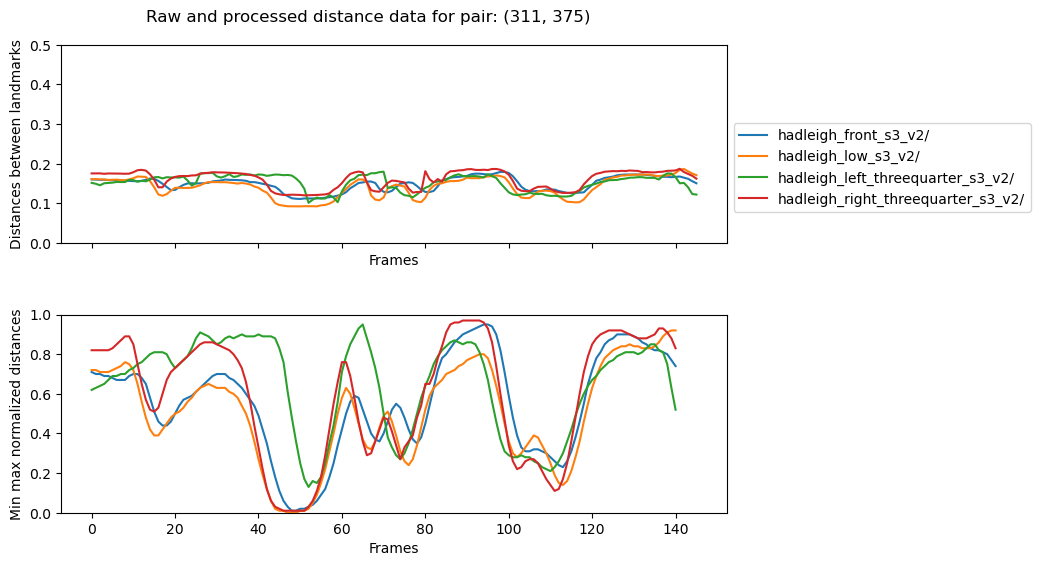 Raw and processed distance data for pair: (311, 375)
Distances between landmarks
0.5
0.4
0.3
0.2
0.1
0.0
Frames
hadleigh_front_s3_v2/
hadleigh_low_s3_v2/
hadleigh_left_threequarter_s3_v2/
hadleigh_right_threequarter_s3_v2/
Min max normalized distances
1.0
0.8
0.6
0.4
0.2
0.0
0 20 40 60 80 100 120 140
Frames